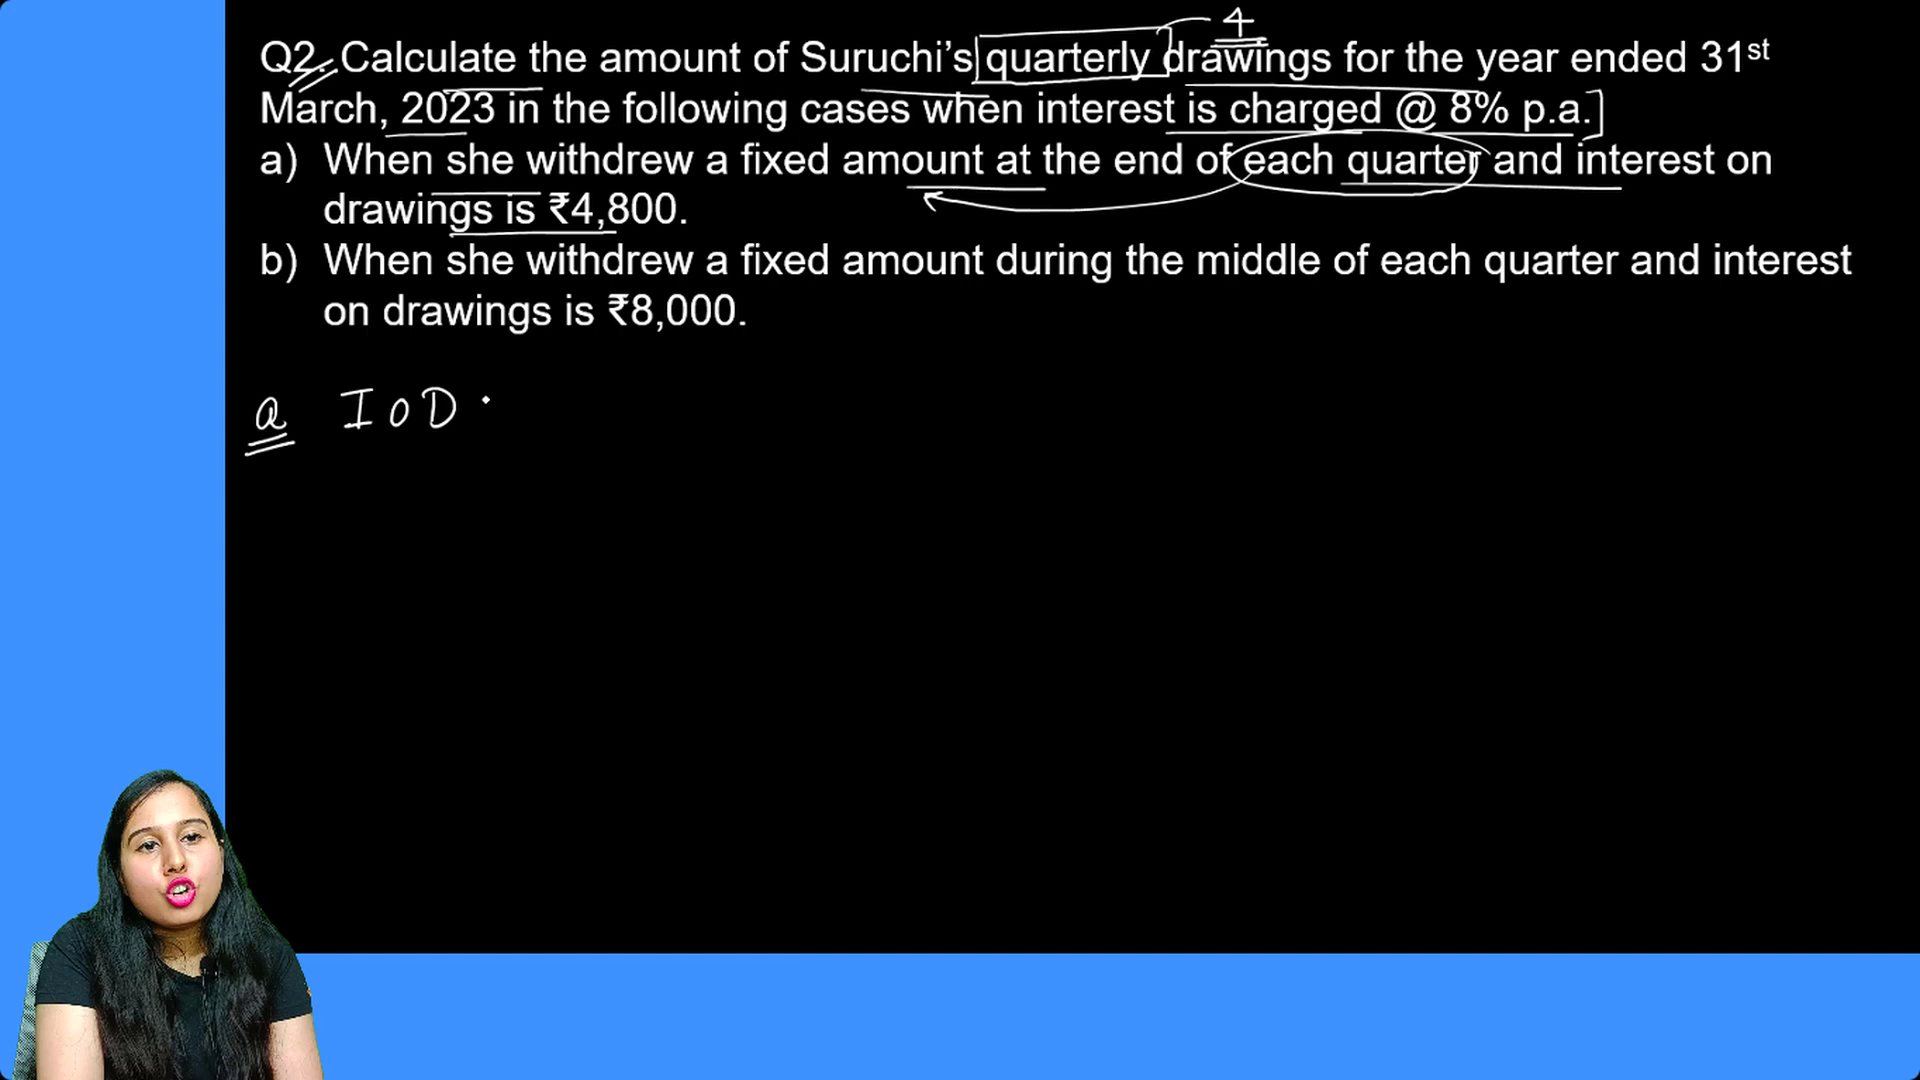 4
Q2. Calculate the amount of Suruchi’s quarterly drawings for the year ended 31st
March, 2023 in the following cases when interest is charged @ 8% p.a.]
a) When she withdrew a fixed amount at the end of each quarter and interest on
drawings is ₹4,800.
b) When she withdrew a fixed amount during the middle of each quarter and interest
on drawings is ₹8,000.
a IOD